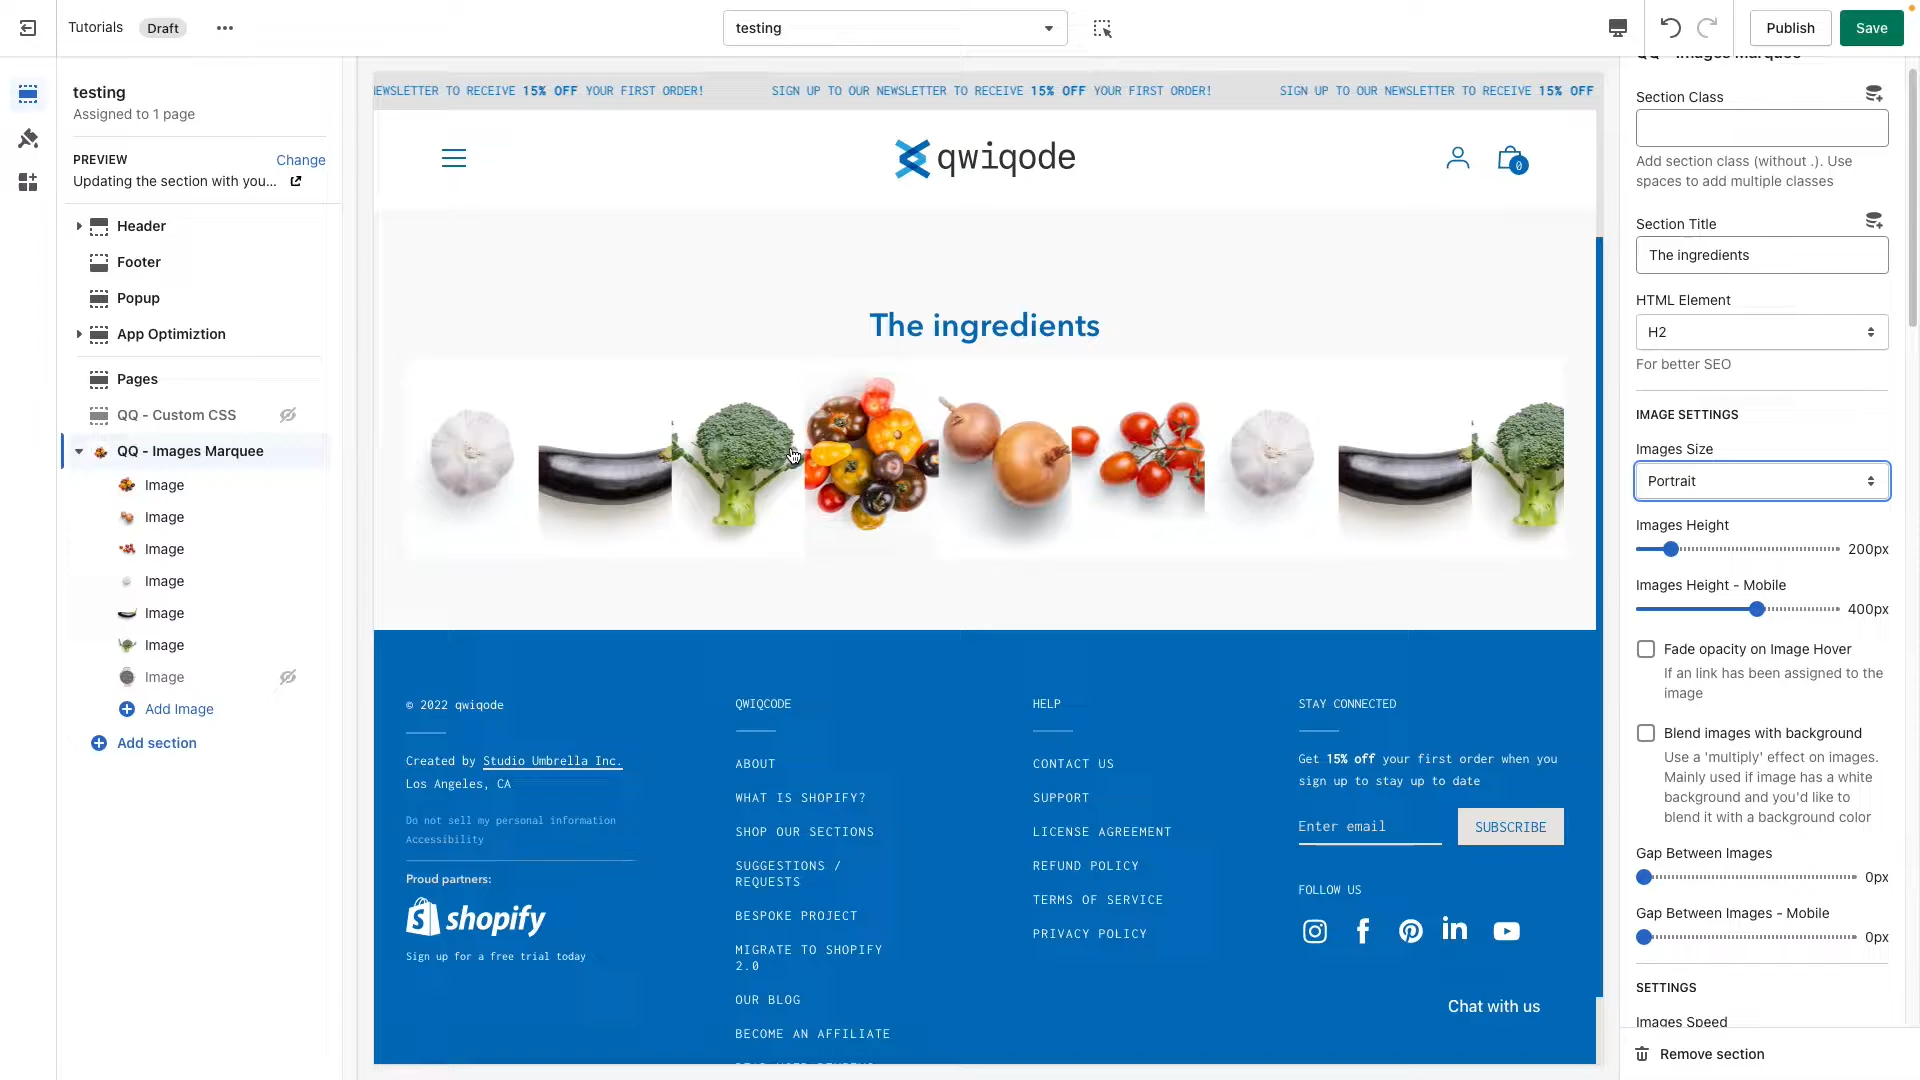 Tutorials
Draft
testing
Publish
Save
testing
Assigned to 1 page
PREVIEW
Change
Updating the section with you...
Header
Footer
Popup
App Optimiztion
Pages
QQ - Custom CSS
QQ - Images Marquee
Image
Image
Image
Image
Image
Image
Image
Add Image
Add section
EWSLETTER TO RECEIVE 15% OFF YOUR FIRST ORDER!
SIGN UP TO OUR NEWSLETTER TO RECEIVE 15% OFF YOUR FIRST ORDER!
SIGN UP TO OUR NEWSLETTER TO RECEIVE 15% OFF
qwiqode
0
The ingredients
© 2022 qwiqode
Created by Studio Umbrella Inc.
Los Angeles, CA
Do not sell my personal information
Accessibility
Proud partners:
shopify
Sign up for a free trial today
QWIQCODE
ABOUT
WHAT IS SHOPIFY?
SHOP OUR SECTIONS
SUGGESTIONS /
REQUESTS
BESPOKE PROJECT
MIGRATE TO SHOPIFY
2.0
OUR BLOG
BECOME AN AFFILIATE
HELP
CONTACT US
SUPPORT
LICENSE AGREEMENT
REFUND POLICY
TERMS OF SERVICE
PRIVACY POLICY
STAY CONNECTED
Get 15% off your first order when you
sign up to stay up to date
Enter email
SUBSCRIBE
FOLLOW US
Chat with us
QQ - Images Marquee
Section Class
Add section class (without .). Use
spaces to add multiple classes
Section Title
The ingredients
HTML Element
H2
For better SEO
IMAGE SETTINGS
Images Size
Portrait
Images Height
200px
Images Height - Mobile
400px
Fade opacity on Image Hover
If an link has been assigned to the
image
Blend images with background
Use a 'multiply' effect on images.
Mainly used if image has a white
background and you'd like to
blend it with a background color
Gap Between Images
0px
Gap Between Images - Mobile
0px
SETTINGS
Images Speed
Remove section